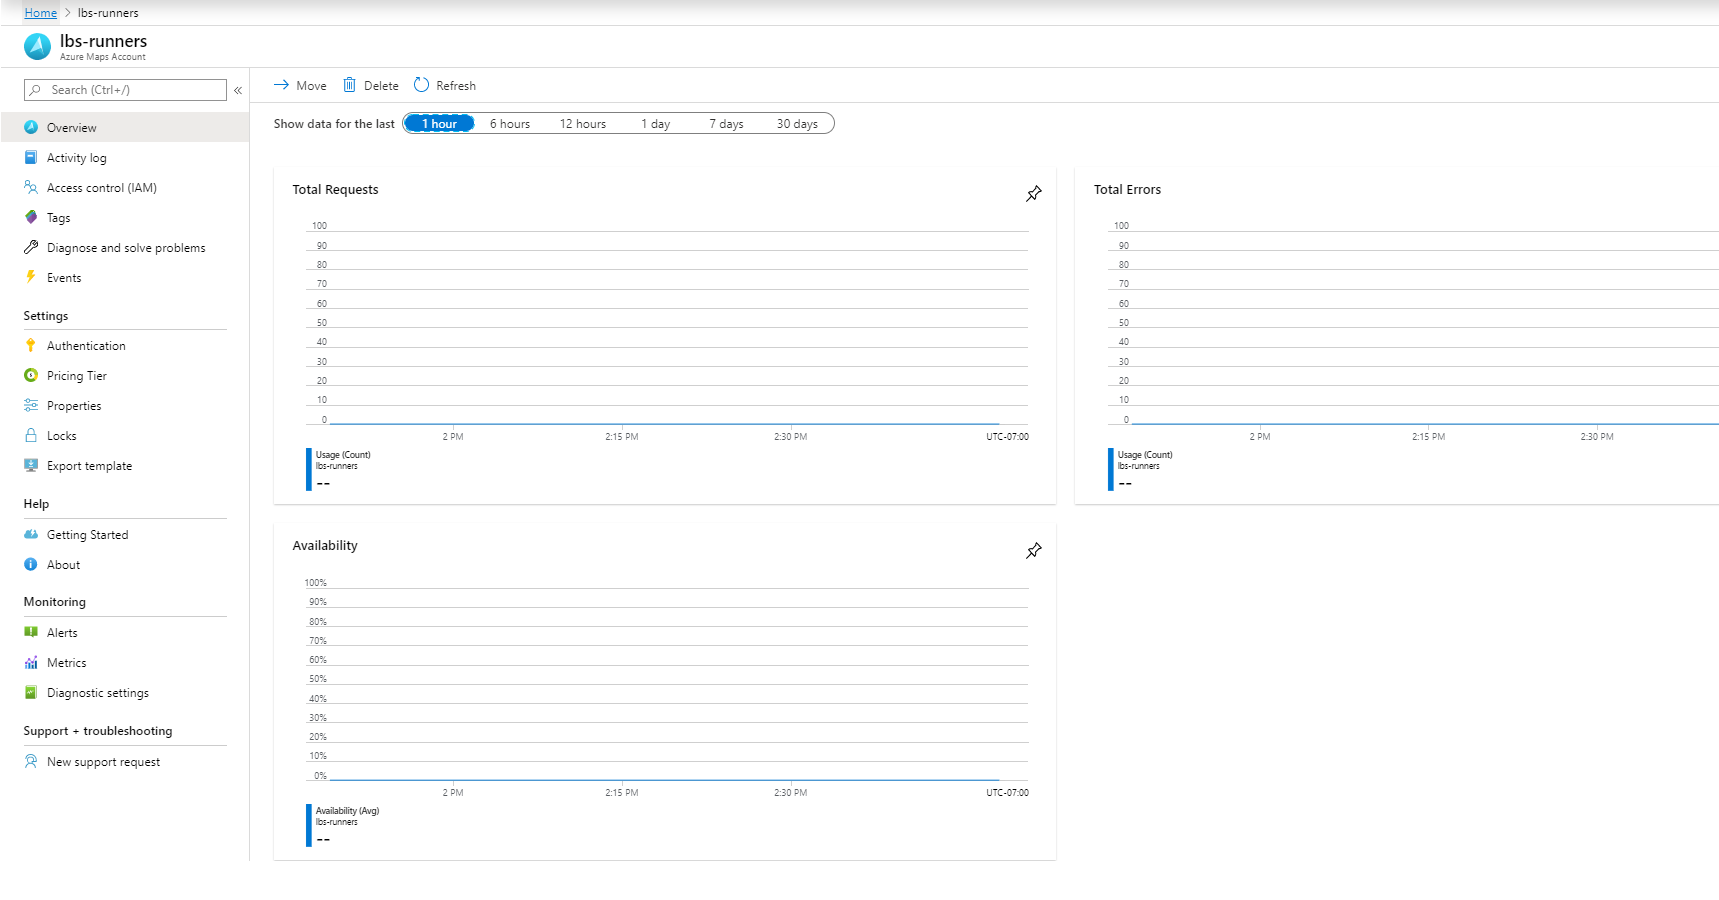 Home > lbs-runners
lbs-runners
Azure Maps Account
Search (Ctrl+/)
«
Overview
Activity log
Access control (IAM)
Tags
Diagnose and solve problems
Events
Settings
Authentication
Pricing Tier
Properties
Locks
Export template
Help
Getting Started
About
Monitoring
Alerts
Metrics
Diagnostic settings
Support + troubleshooting
New support request
Move Delete Refresh
Show data for the last 1 hour 6 hours 12 hours 1 day 7 days 30 days
Total Requests
100
90
80
70
60
50
40
30
20
10
0
2 PM 2:15 PM 2:30 PM UTC-07:00
Usage (Count)
lbs-runners
--
Total Errors
100
90
80
70
60
50
40
30
20
10
0
2 PM 2:15 PM 2:30 PM
Usage (Count)
lbs-runners
--
Availability
100%
90%
80%
70%
60%
50%
40%
30%
20%
10%
0%
2 PM 2:15 PM 2:30 PM UTC-07:00
Availability (Avg)
lbs-runners
--